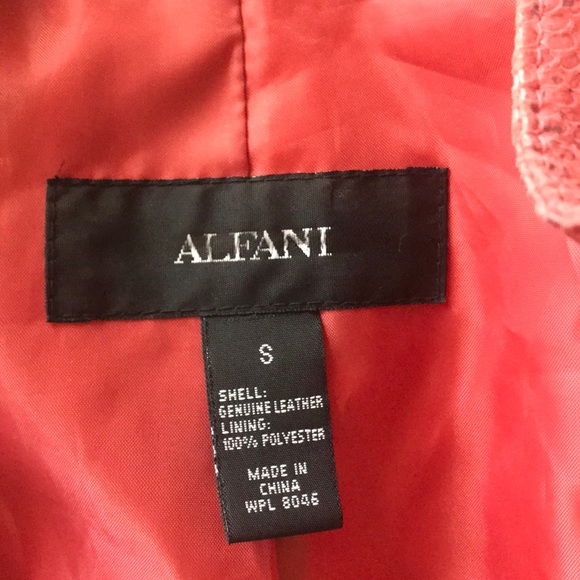 ALFANI
S
SHELL:
GENUINE LEATHER
LINING:
100% POLYESTER
MADE IN
CHINA
WPL 8046